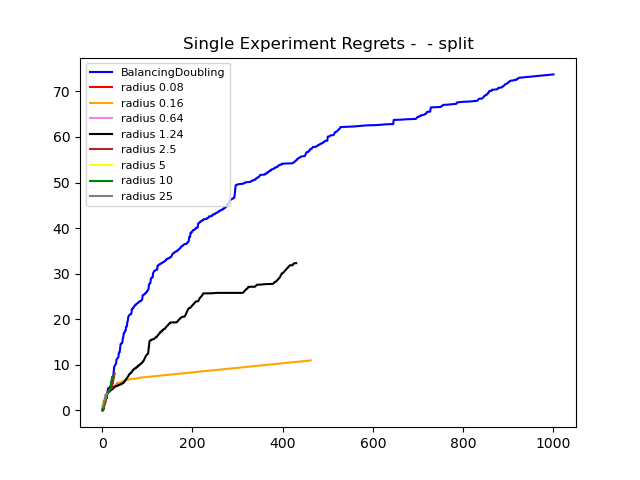 Single Experiment Regrets -  - split
BalancingDoubling
radius 0.08
radius 0.16
radius 0.64
radius 1.24
radius 2.5
radius 5
radius 10
radius 25
70
60
50
40
30
20
10
0
0 200 400 600 800 1000